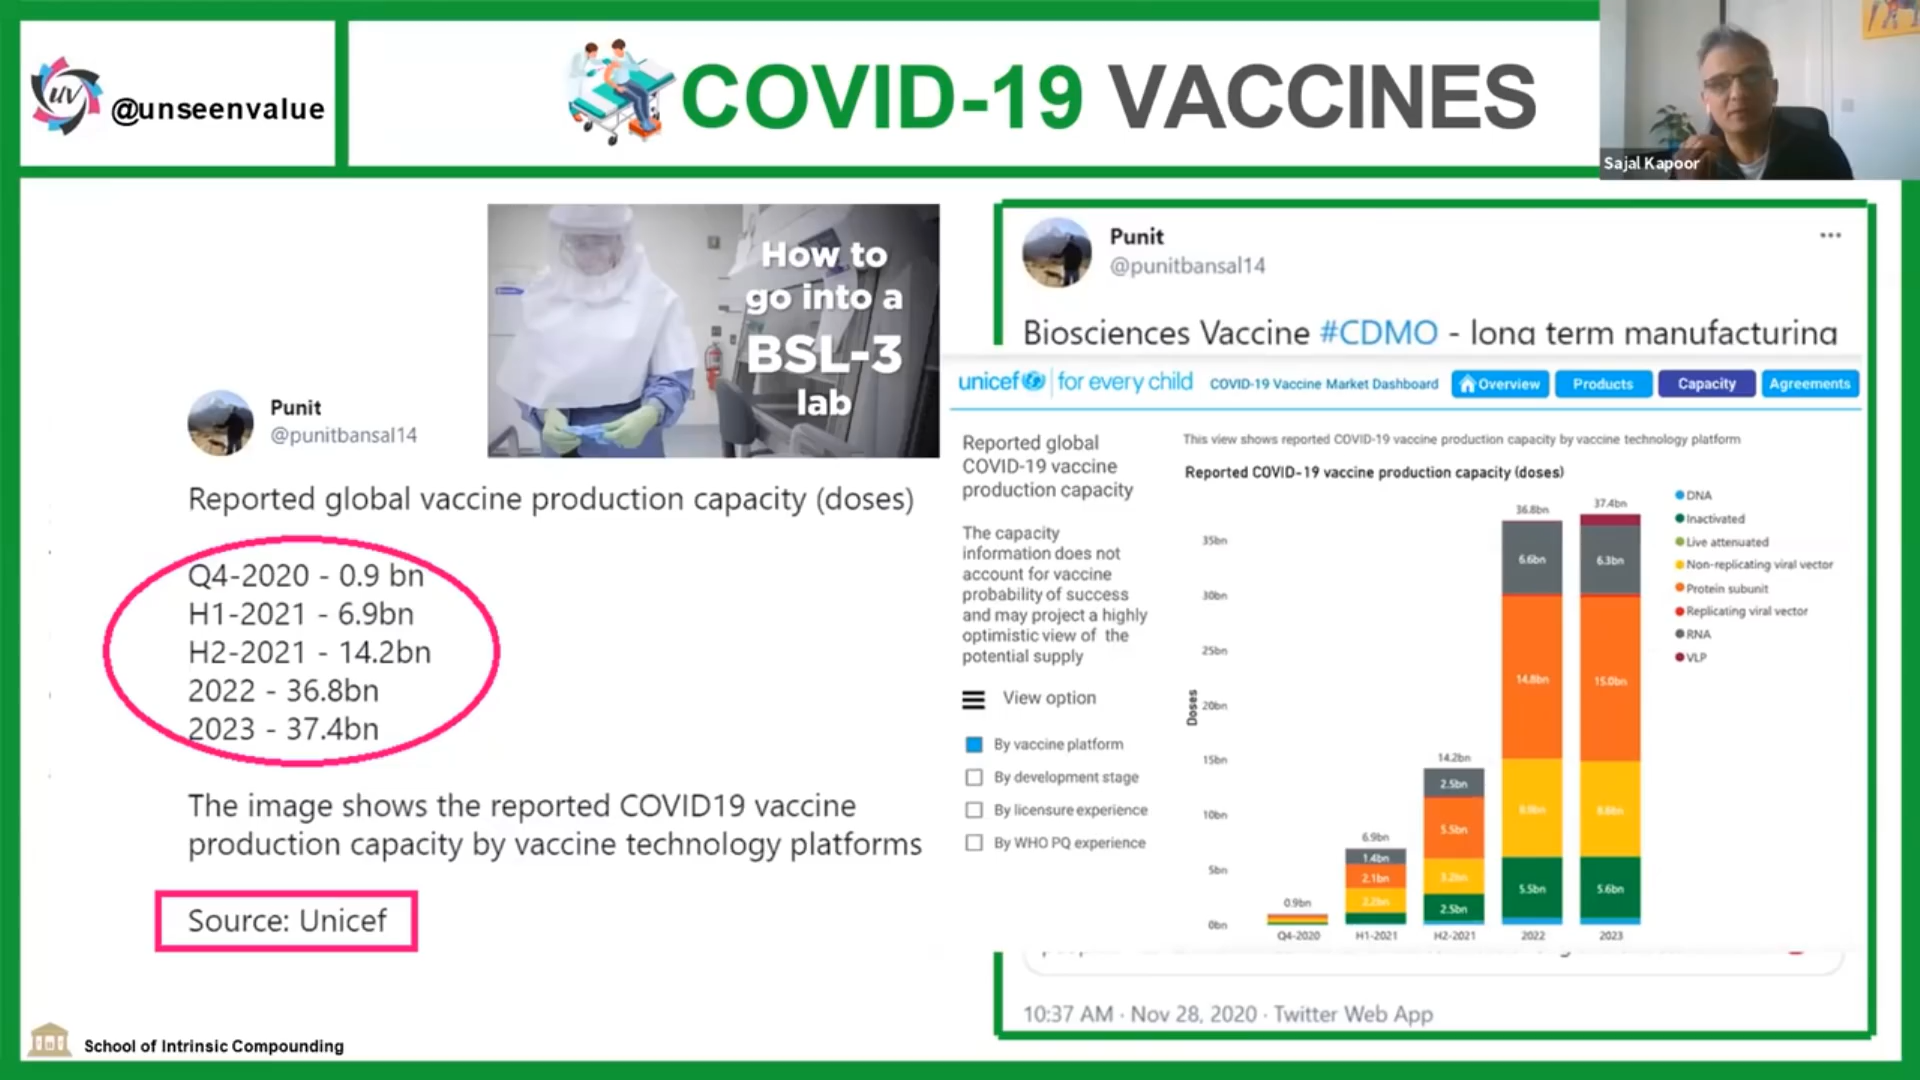 @unseenvalue
COVID-19 VACCINES
Sajal Kapoor
How to
go into a
BSL-3
lab
Punit
@punitbansal14
Reported global vaccine production capacity (doses)
Q4-2020 - 0.9 bn
H1-2021 - 6.9bn
H2-2021 - 14.2bn
2022 - 36.8bn
2023 - 37.4bn
The image shows the reported COVID19 vaccine
production capacity by vaccine technology platforms
Source: Unicef
School of Intrinsic Compounding
Punit
@punitbansal14
Biosciences Vaccine #CDMO - long term manufacturing
unicef for every child
COVID-19 Vaccine Market Dashboard
Overview
Products
Capacity
Agreements
Reported global
COVID-19 vaccine
production capacity
The capacity
information does not
account for vaccine
probability of success
and may project a highly
optimistic view of the
potential supply
View option
By vaccine platform
By development stage
By licensure experience
By WHO PQ experience
This view shows reported COVID-19 vaccine production capacity by vaccine technology platform
Reported COVID-19 vaccine production capacity (doses)
Doses
35bn
30bn
25bn
20bn
15bn
10bn
5bn
0bn
0.9bn
6.9bn
1.4bn
2.1bn
2.2bn
14.2bn
2.5bn
5.5bn
3.2bn
2.5bn
36.8bn
6.6bn
14.8bn
5.5bn
37.4bn
6.3bn
15.0bn
5.6bn
Q4-2020
H1-2021
H2-2021
2022
2023
DNA
Inactivated
Live attenuated
Non-replicating viral vector
Protein subunit
Replicating viral vector
RNA
VLP
10:37 AM · Nov 28, 2020 · Twitter Web App